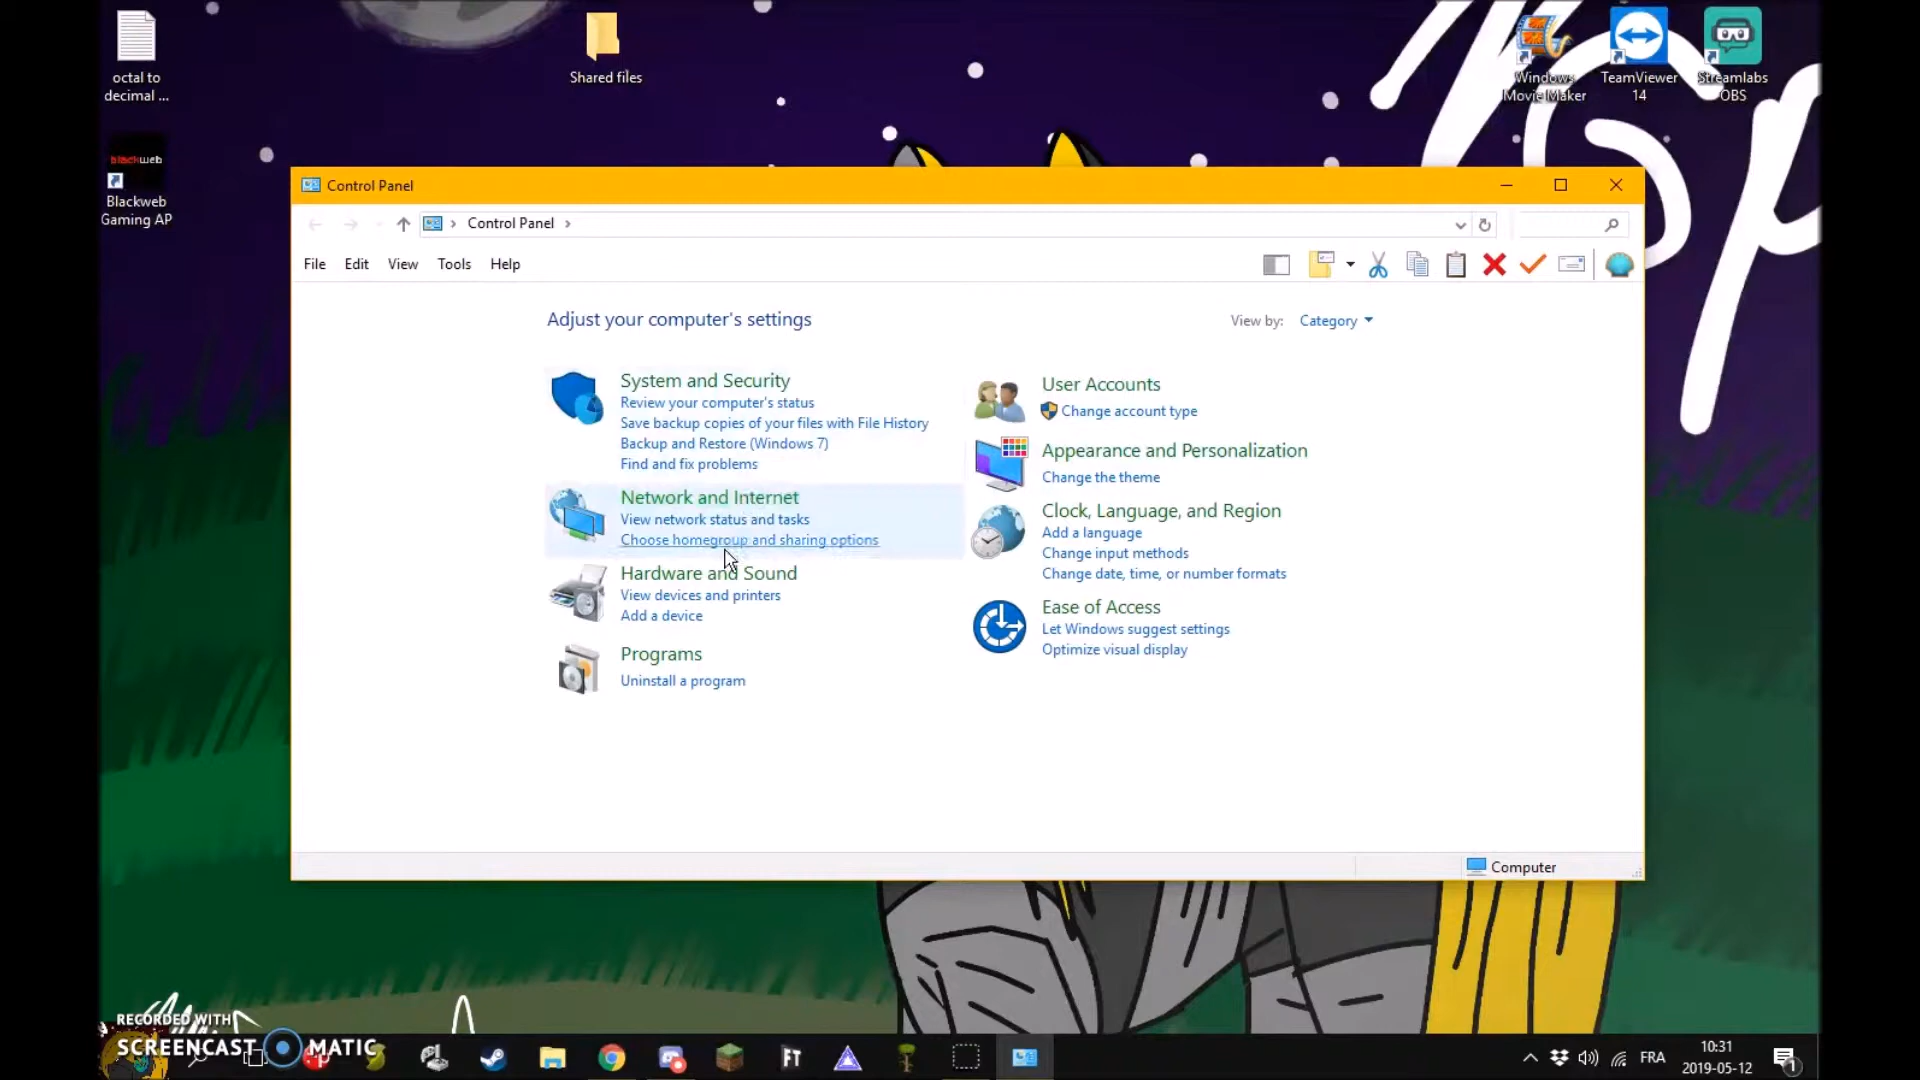 octal to
decimal ...
Shared files
Windows
Movie Maker
TeamViewer
14
Streamlabs
OBS
blackweb
Blackweb
Gaming AP
Control Panel
Control Panel
File Edit View Tools Help
Adjust your computer's settings
View by: Category
System and Security
Review your computer's status
Save backup copies of your files with File History
Backup and Restore (Windows 7)
Find and fix problems
Network and Internet
View network status and tasks
Choose homegroup and sharing options
Hardware and Sound
View devices and printers
Add a device
Programs
Uninstall a program
User Accounts
Change account type
Appearance and Personalization
Change the theme
Clock, Language, and Region
Add a language
Change input methods
Change date, time, or number formats
Ease of Access
Let Windows suggest settings
Optimize visual display
Computer
RECORDED WITH
SCREENCAST MATIC
FT
FRA
10:31
2019-05-12
1